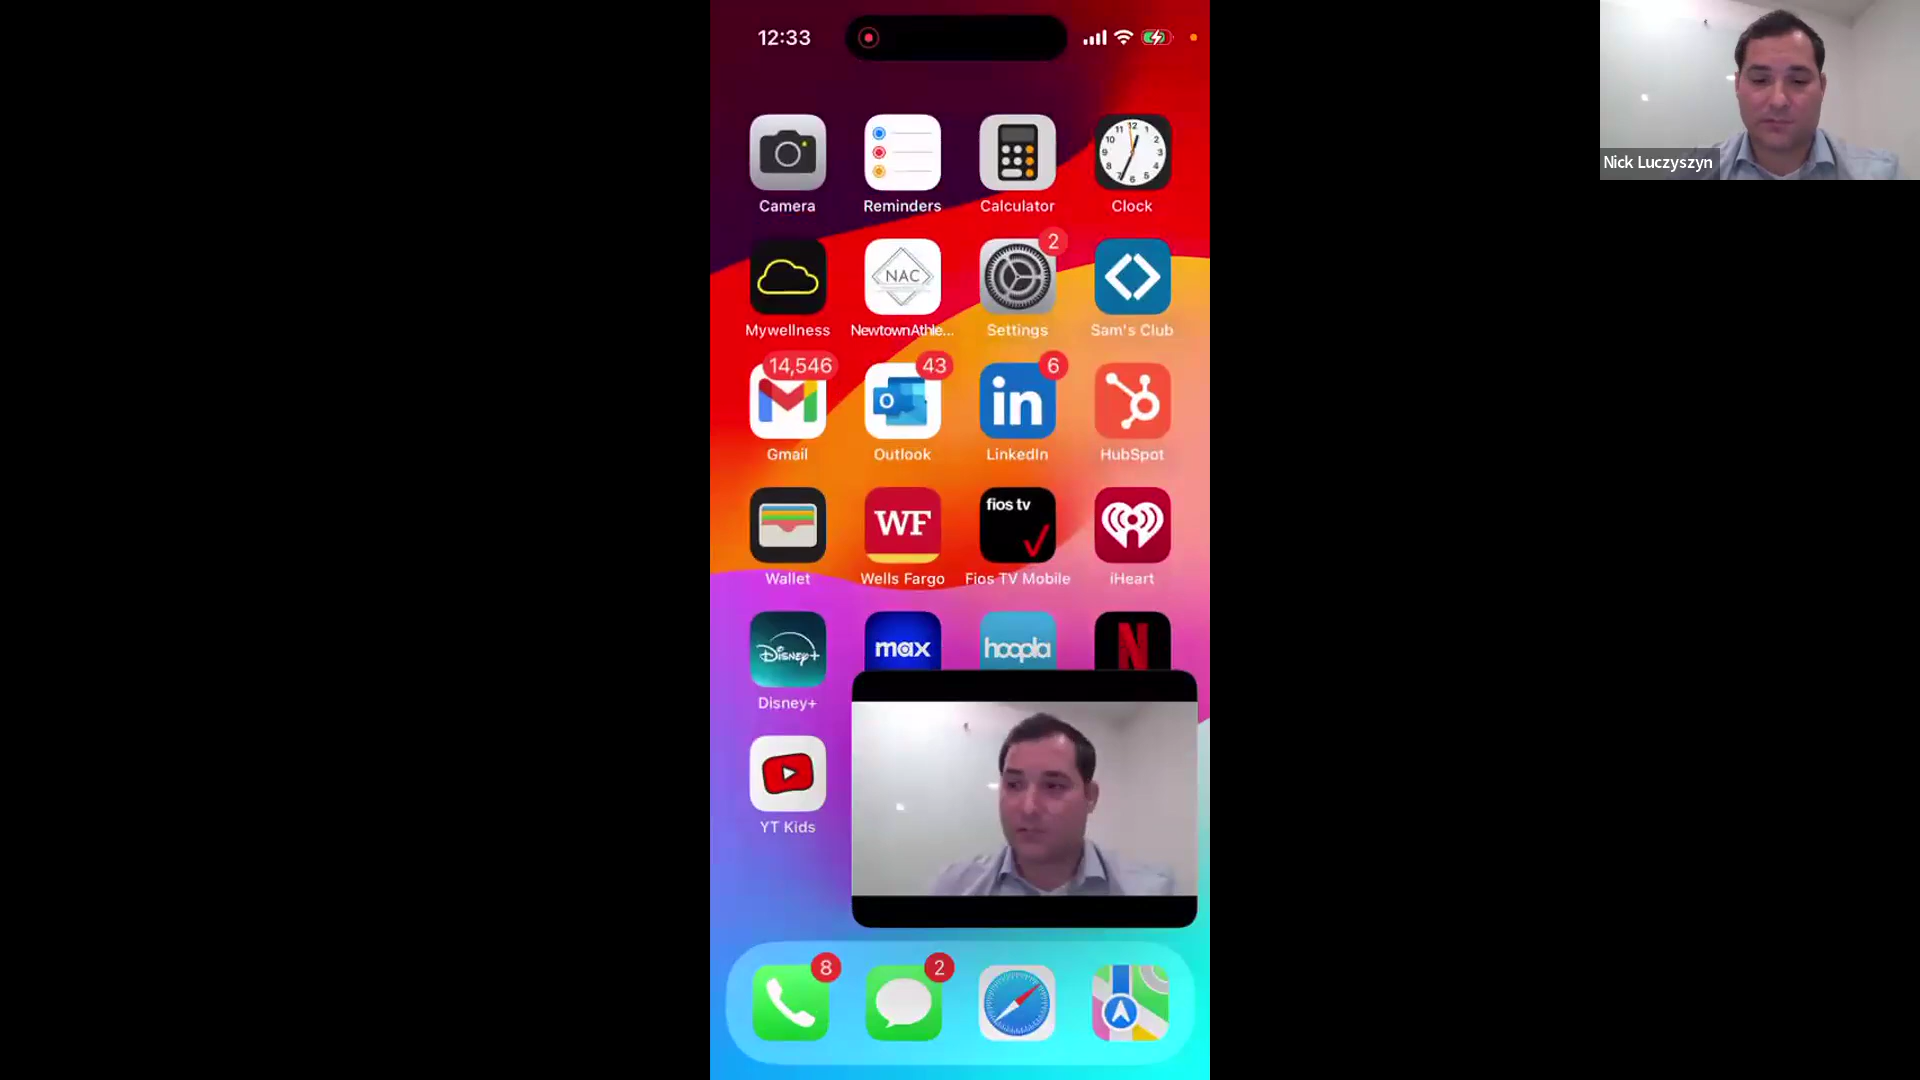 12:33
Nick Luczyszyn
Camera
Reminders
Calculator
Clock
NAC
2
Mywellness
NewtownAthle...
Settings
Sam's Club
14,546
43
6
O
in
Gmail
Outlook
LinkedIn
HubSpot
WF
fios tv
Wallet
Wells Fargo
Fios TV Mobile
iHeart
Disney+
max
hoopla
N
Disney+
YT Kids
8
2